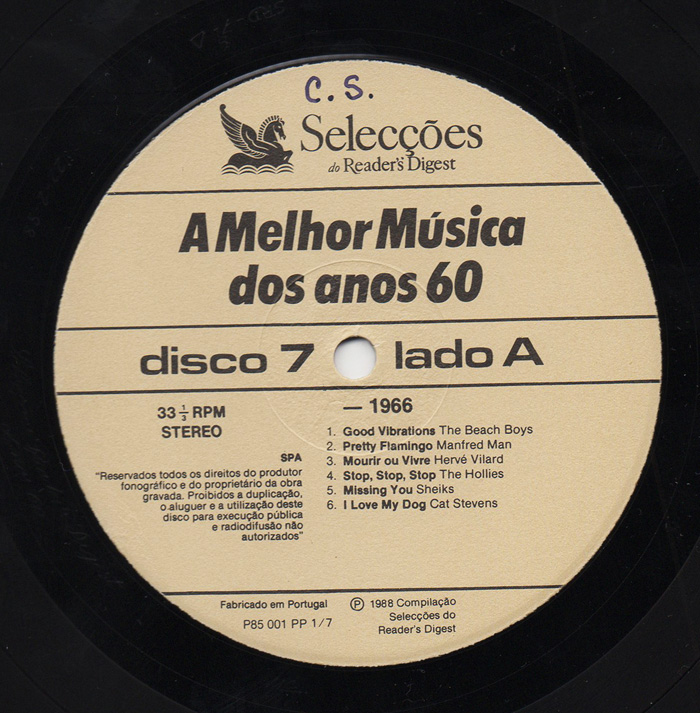 C.S.
Selecções
do Reader's Digest
A Melhor Música
dos anos 60
disco 7 lado A
33 1/3 RPM
STEREO
SPA
"Reservados todos os direitos do produtor
fonográfico e do proprietário da obra
gravada. Proibidos a duplicação,
o aluguer e a utilização deste
disco para execução pública
e radiodifusão não
autorizados"
— 1966
1. Good Vibrations The Beach Boys
2. Pretty Flamingo Manfred Man
3. Mourir ou Vivre Hervé Vilard
4. Stop, Stop, Stop The Hollies
5. Missing You Sheiks
6. I Love My Dog Cat Stevens
Fabricado em Portugal
P85 001 PP 1/7
℗ 1988 Compilação
Selecções do
Reader's Digest